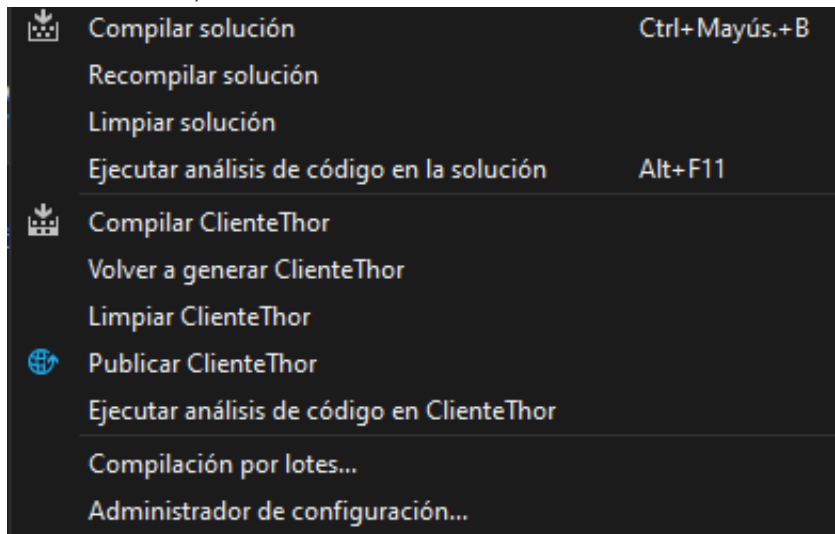 Compilar solución Ctrl+Mayús.+B
Recompilar solución
Limpiar solución
Ejecutar análisis de código en la solución Alt+F11
Compilar ClienteThor
Volver a generar ClienteThor
Limpiar ClienteThor
Publicar ClienteThor
Ejecutar análisis de código en ClienteThor
Compilación por lotes...
Administrador de configuración...